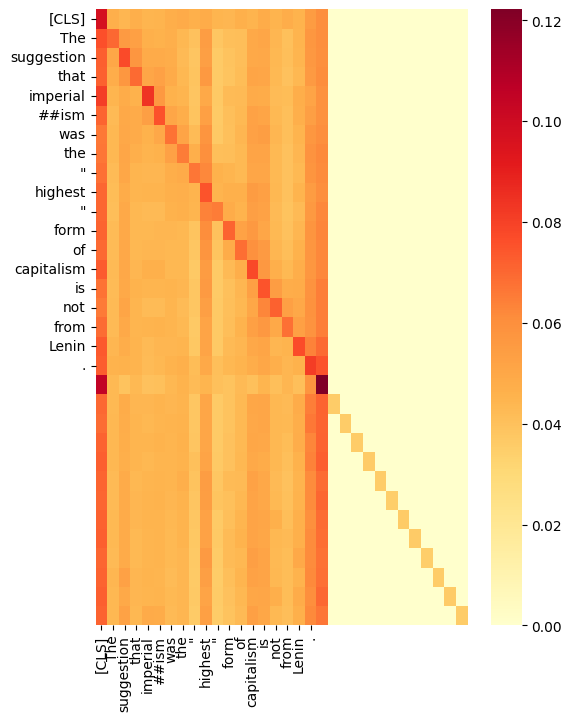 [CLS]
The
suggestion
that
imperial
##ism
was
the
"
highest
"
form
of
capitalism
is
not
from
Lenin
.
0.12
0.10
0.08
0.06
0.04
0.02
0.00
[CLS]
The
suggestion
that
imperial
##ism
was
the
"
highest
"
form
of
capitalism
is
not
from
Lenin
.